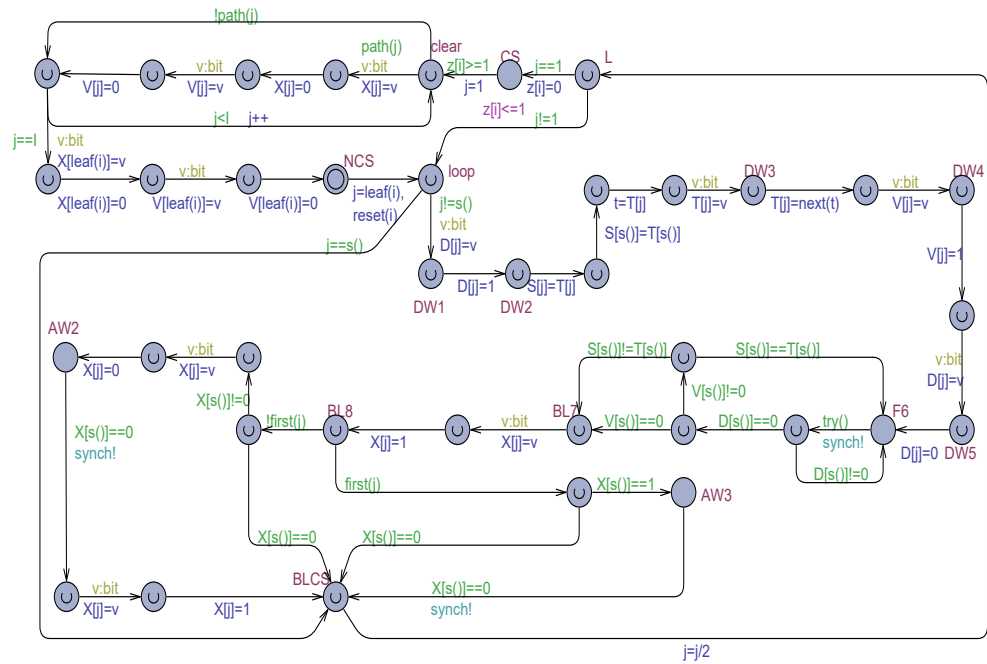 !path(j)
path(j)
clear
CS
L
v:bit
v:bit
v:bit
z[i]>=1
j==1
V[j]=0
V[j]=v
X[j]=0
X[j]=v
j=1
z[i]=0
z[i]<=1
j<l
j++
j!=1
j==l
v:bit
X[leaf(i)]=v
v:bit
NCS
loop
X[leaf(i)]=0
V[leaf(i)]=v
V[leaf(i)]=0
j=leaf(i),
reset(i)
j!=s()
v:bit
D[j]=v
j==s()
v:bit
DW3
v:bit
DW4
t=T[j]
T[j]=v
T[j]=next(t)
V[j]=v
S[s()]=T[s()]
V[j]=1
D[j]=1
S[j]=T[j]
DW1
DW2
AW2
v:bit
X[j]=0
X[j]=v
S[s()]!=T[s()]
S[s()]==T[s()]
v:bit
D[j]=v
X[s()]!=0
V[s()]!=0
!first(j)
BL8
v:bit
BL7
V[s()]==0
D[s()]==0
try()
F6
X[s()]==0
synch!
X[j]=1
X[j]=v
synch!
D[j]=0
DW5
D[s()]!=0
first(j)
X[s()]==1
AW3
X[s()]==0
X[s()]==0
BLCS
v:bit
X[s()]==0
X[j]=v
X[j]=1
synch!
j=j/2